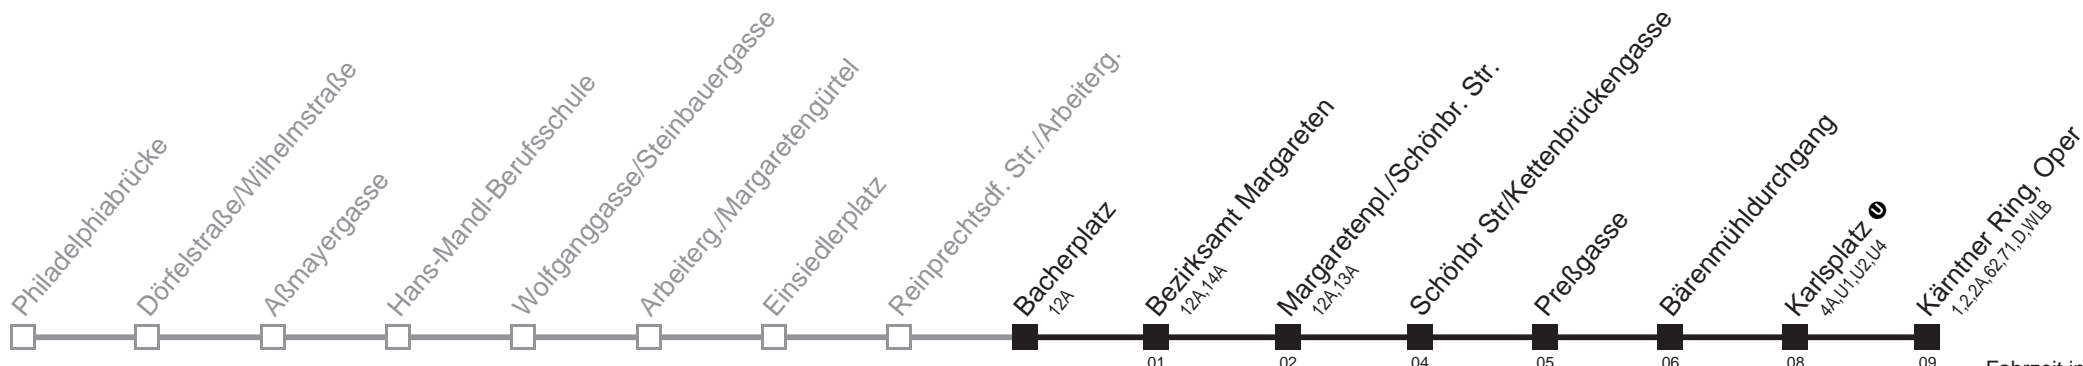 Philadelphiabrücke
Dörfelstraße/Wilhelmstraße
Aßmayergasse
Hans-Mandl-Berufsschule
Wolfganggasse/Steinbauergasse
Arbeiterg./Margaretengürtel
Einsiedlerplatz
Reinprechtsdf. Str./Arbeiterg.
Bacherplatz
12A
Bezirksamt Margareten
12A,14A
Margaretenpl./Schönbr. Str.
12A,13A
Schönbr Str/Kettenbrückengasse
Preßgasse
Bärenmühldurchgang
Karlsplatz U
4A,U1,U2,U4
Kärntner Ring, Oper
1,2,2A,62,71,D,WLB
01 02 04 05 06 08 09
Fahrzeit in